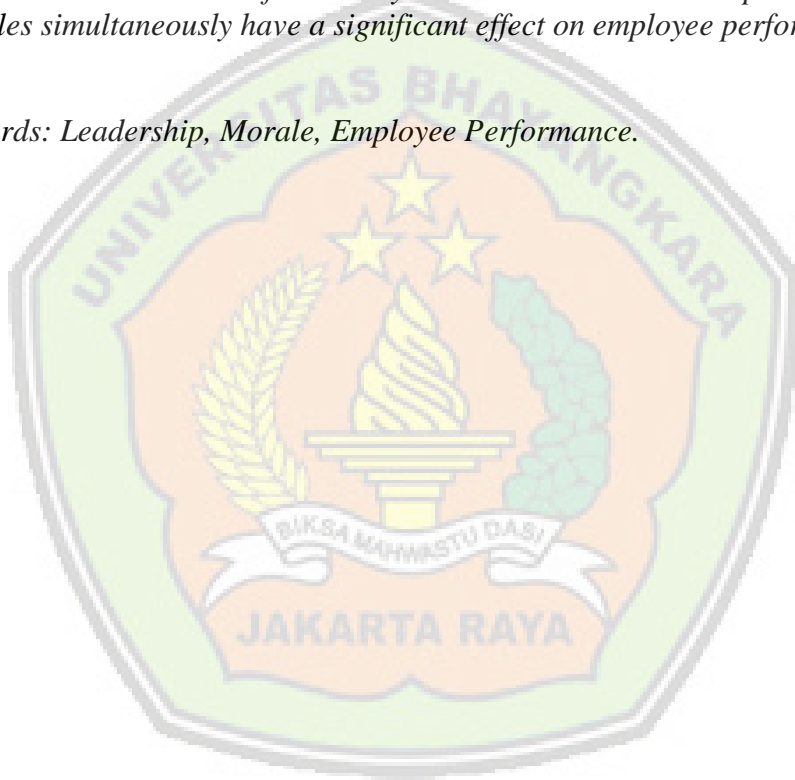 les simultaneously have a significant effect on employee perfor
rds: Leadership, Morale, Employee Performance.
UNIVERSITAS BHAYANGKARA
BIKSA MAHWASTU DASI
JAKARTA RAYA